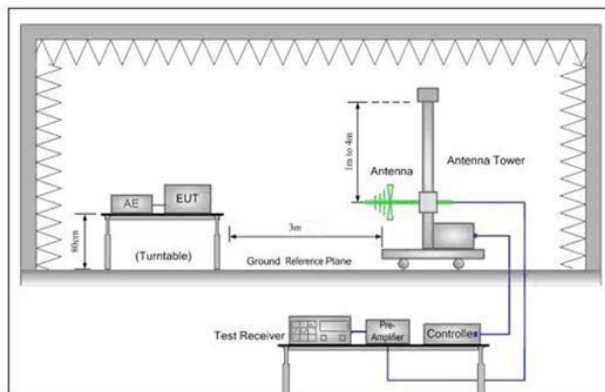 1m to 4m
Antenna
Antenna Tower
AE
EUT
80cm
(Turntable)
3m
Ground Reference Plane
Test Receiver
Pre-
Amplifier
Controller